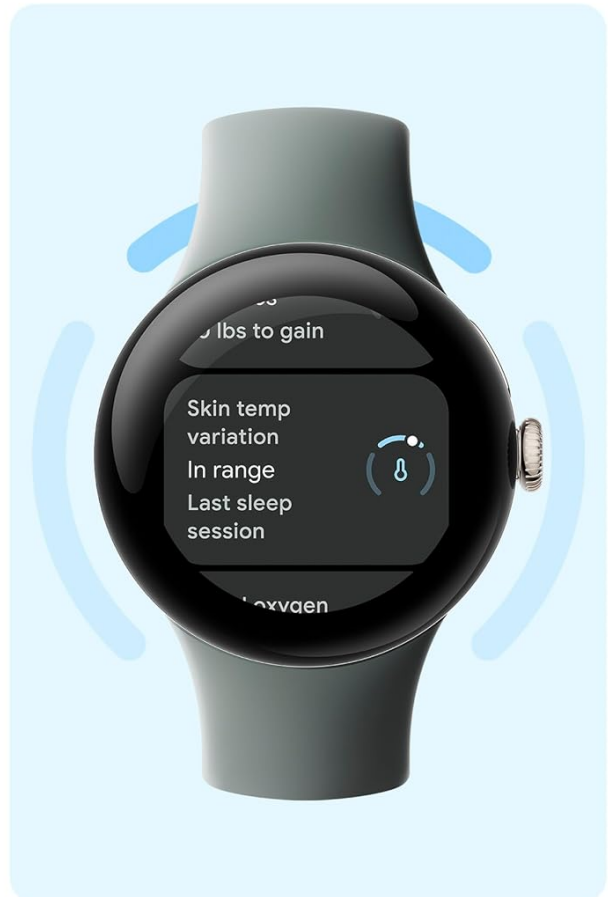 lbs to gain
Skin temp
variation
In range
Last sleep
session
oxygen